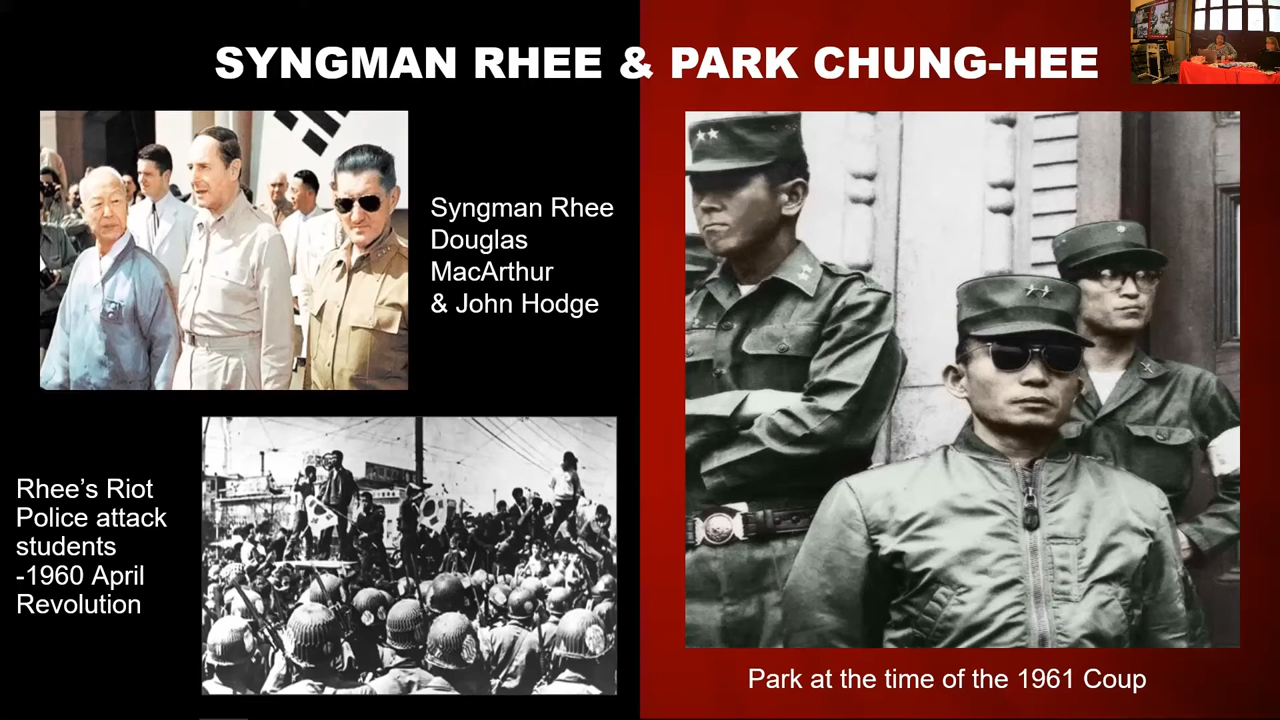 SYNGMAN RHEE & PARK CHUNG-HEE
Syngman Rhee
Douglas
MacArthur
& John Hodge
Rhee's Riot
Police attack
students
-1960 April
Revolution
Park at the time of the 1961 Coup